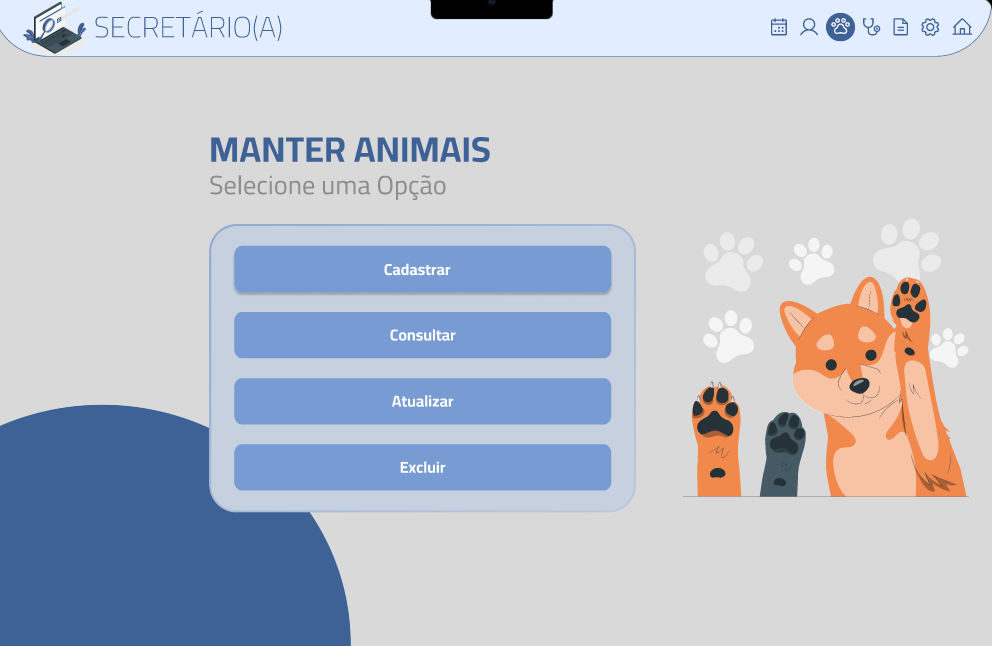 SECRETÁRIO(A)
MANTER ANIMAIS
Selecione uma Opção
Cadastrar
Consultar
Atualizar
Excluir